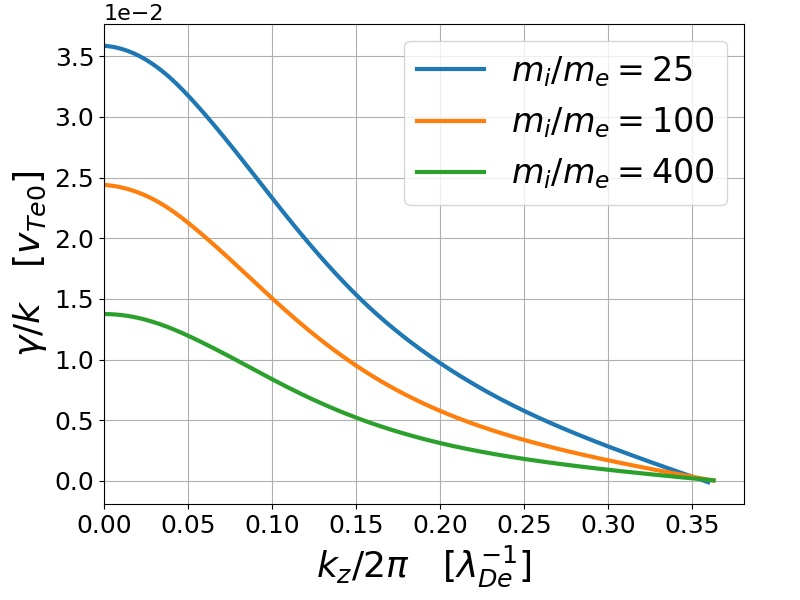 1e−2
3.5
3.0
2.5
2.0
1.5
1.0
0.5
0.0
γ/k [v_{Te0}]
m_i/m_e = 25
m_i/m_e = 100
m_i/m_e = 400
0.00 0.05 0.10 0.15 0.20 0.25 0.30 0.35
k_z/2π [λ_{De}^{−1}]